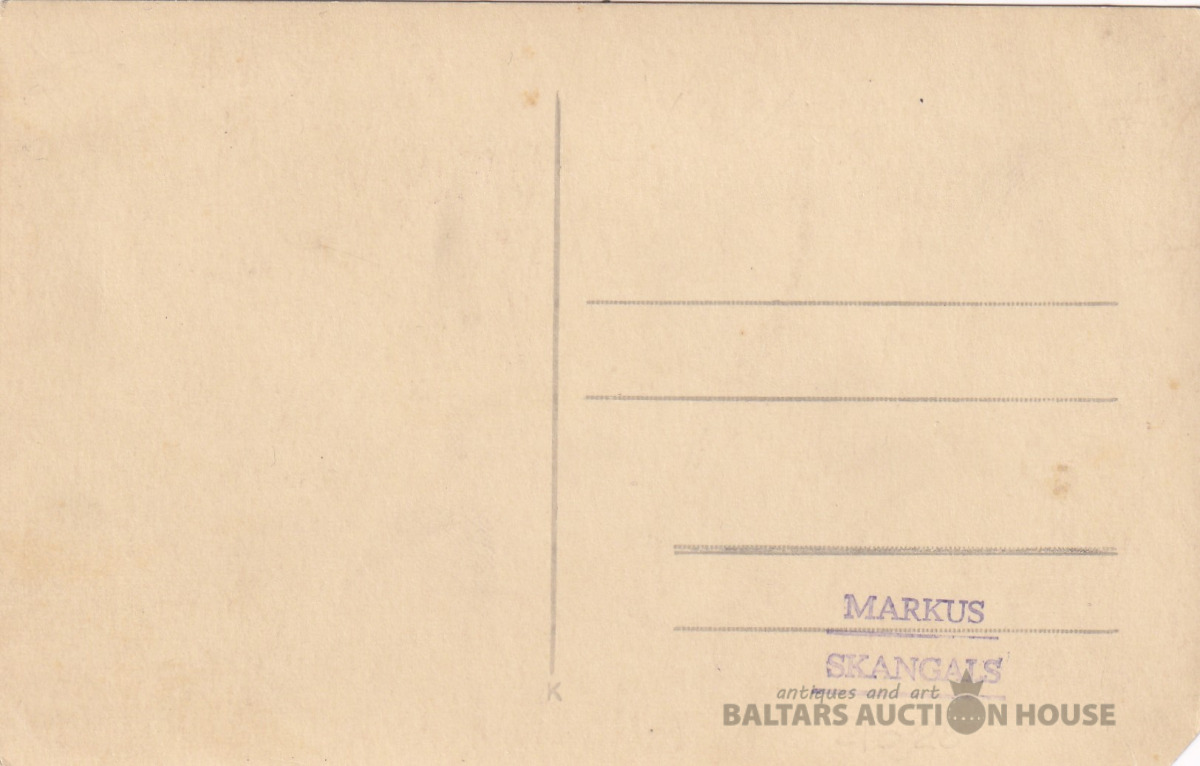 MARKUS
SKANGALS
K
antiques and art
BALTARS AUCTION HOUSE